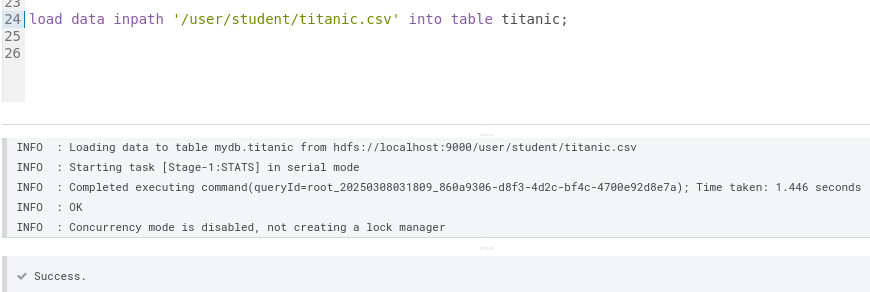 23
24 load data inpath '/user/student/titanic.csv' into table titanic;
25
26
INFO  : Loading data to table mydb.titanic from hdfs://localhost:9000/user/student/titanic.csv
INFO  : Starting task [Stage-1:STATS] in serial mode
INFO  : Completed executing command(queryId=root_20250308031809_860a9306-d8f3-4d2c-bf4c-4700e92d8e7a); Time taken: 1.446 seconds
INFO  : OK
INFO  : Concurrency mode is disabled, not creating a lock manager
Success.